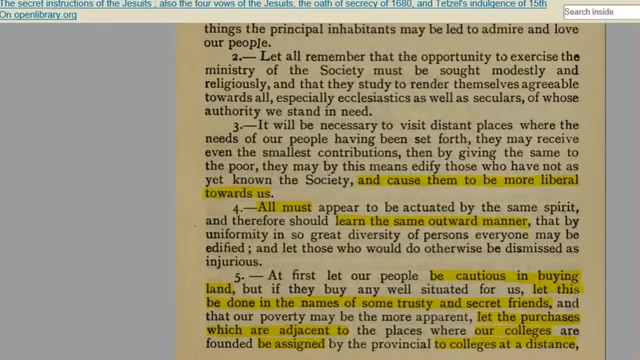 The secret instructions of the Jesuits ; also the four vows of the Jesuits, the oath of secrecy of 1680, and Tetzel's indulgence of 15th
On openlibrary.org
Search inside
things the principal inhabitants may be led to admire and love
our people.
2.— Let all remember that the opportunity to exercise the
ministry of the Society must be sought modestly and
religiously, and that they study to render themselves agreeable
towards all, especially ecclesiastics as well as seculars, of whose
authority we stand in need.
3.—It will be necessary to visit distant places where the
needs of our people having been set forth, they may receive
even the smallest contributions, then by giving the same to
the poor, they may by this means edify those who have not as
yet known the Society, and cause them to be more liberal
towards us.
4.—All must appear to be actuated by the same spirit,
and therefore should learn the same outward manner, that by
uniformity in so great diversity of persons everyone may be
edified ; and let those who would do otherwise be dismissed as
injurious.
5. — At first let our people be cautious in buying
land, but if they buy any well situated for us, let this
be done in the names of some trusty and secret friends, and
that our poverty may be the more apparent, let the purchases
which are adjacent to the places where our colleges are
founded be assigned by the provincial to colleges at a distance,